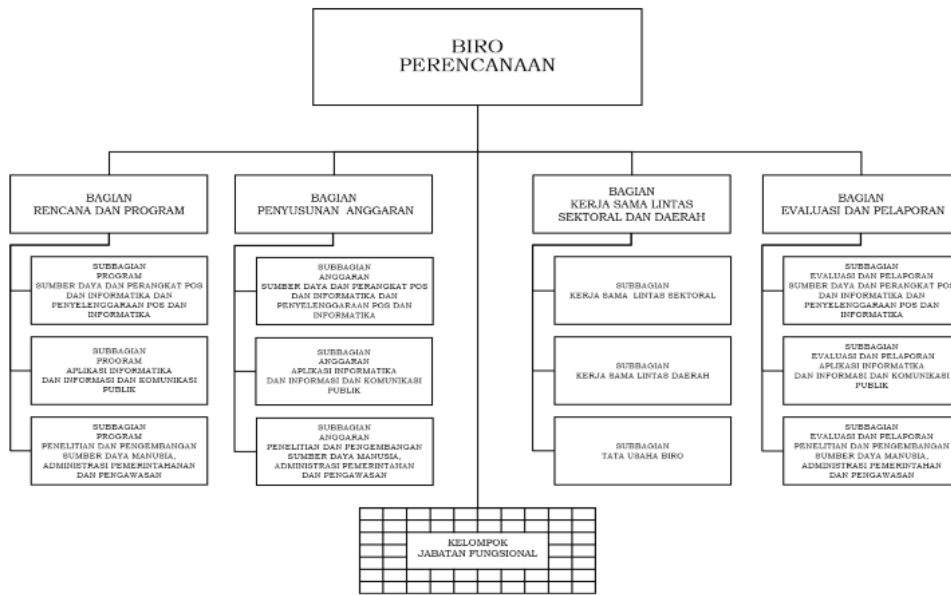 BIRO
PERENCANAAN
BAGIAN
RENCANA DAN PROGRAM
SUBBAGIAN
PROGRAM
SUMBER DAYA DAN PERANGKAT POS
DAN INFORMATIKA DAN
PENYELENGGARAAN POS DAN
INFORMATIKA
SUBBAGIAN
PROGRAM
APLIKASI INFORMATIKA
DAN INFORMASI DAN KOMUNIKASI
PUBLIK
SUBBAGIAN
PROGRAM
PENELITIAN DAN PENGEMBANGAN
SUMBER DAYA MANUSIA,
ADMINISTRASI PEMERINTAHANAN
DAN PENGAWASAN
BAGIAN
PENYUSUNAN ANGGARAN
SUBBAGIAN
ANGGARAN
SUMBER DAYA DAN PERANGKAT POS
DAN INFORMATIKA DAN
PENYELENGGARAAN POS DAN
INFORMATIKA
SUBBAGIAN
ANGGARAN
APLIKASI INFORMATIKA
DAN INFORMASI DAN KOMUNIKASI
PUBLIK
SUBBAGIAN
ANGGARAN
PENELITIAN DAN PENGEMBANGAN
SUMBER DAYA MANUSIA,
ADMINISTRASI PEMERINTAHAN
DAN PENGAWASAN
BAGIAN
KERJA SAMA LINTAS
SEKTORAL DAN DAERAH
SUBBAGIAN
KERJA SAMA LINTAS SEKTORAL
SUBBAGIAN
KERJA SAMA LINTAS DAERAH
SUBBAGIAN
TATA USAHA BIRO
BAGIAN
EVALUASI DAN PELAPORAN
SUBBAGIAN
EVALUASI DAN PELAPORAN
SUMBER DAYA DAN PERANGKAT POS
DAN INFORMATIKA DAN
PENYELENGGARAAN POS DAN
INFORMATIKA
SUBBAGIAN
EVALUASI DAN PELAPORAN
APLIKASI INFORMATIKA
DAN INFORMASI DAN KOMUNIKASI
PUBLIK
SUBBAGIAN
EVALUASI DAN PELAPORAN
PENELITIAN DAN PENGEMBANGAN
SUMBER DAYA MANUSIA,
ADMINISTRASI PEMERINTAHAN
DAN PENGAWASAN
KELOMPOK
JABATAN FUNGSIONAL